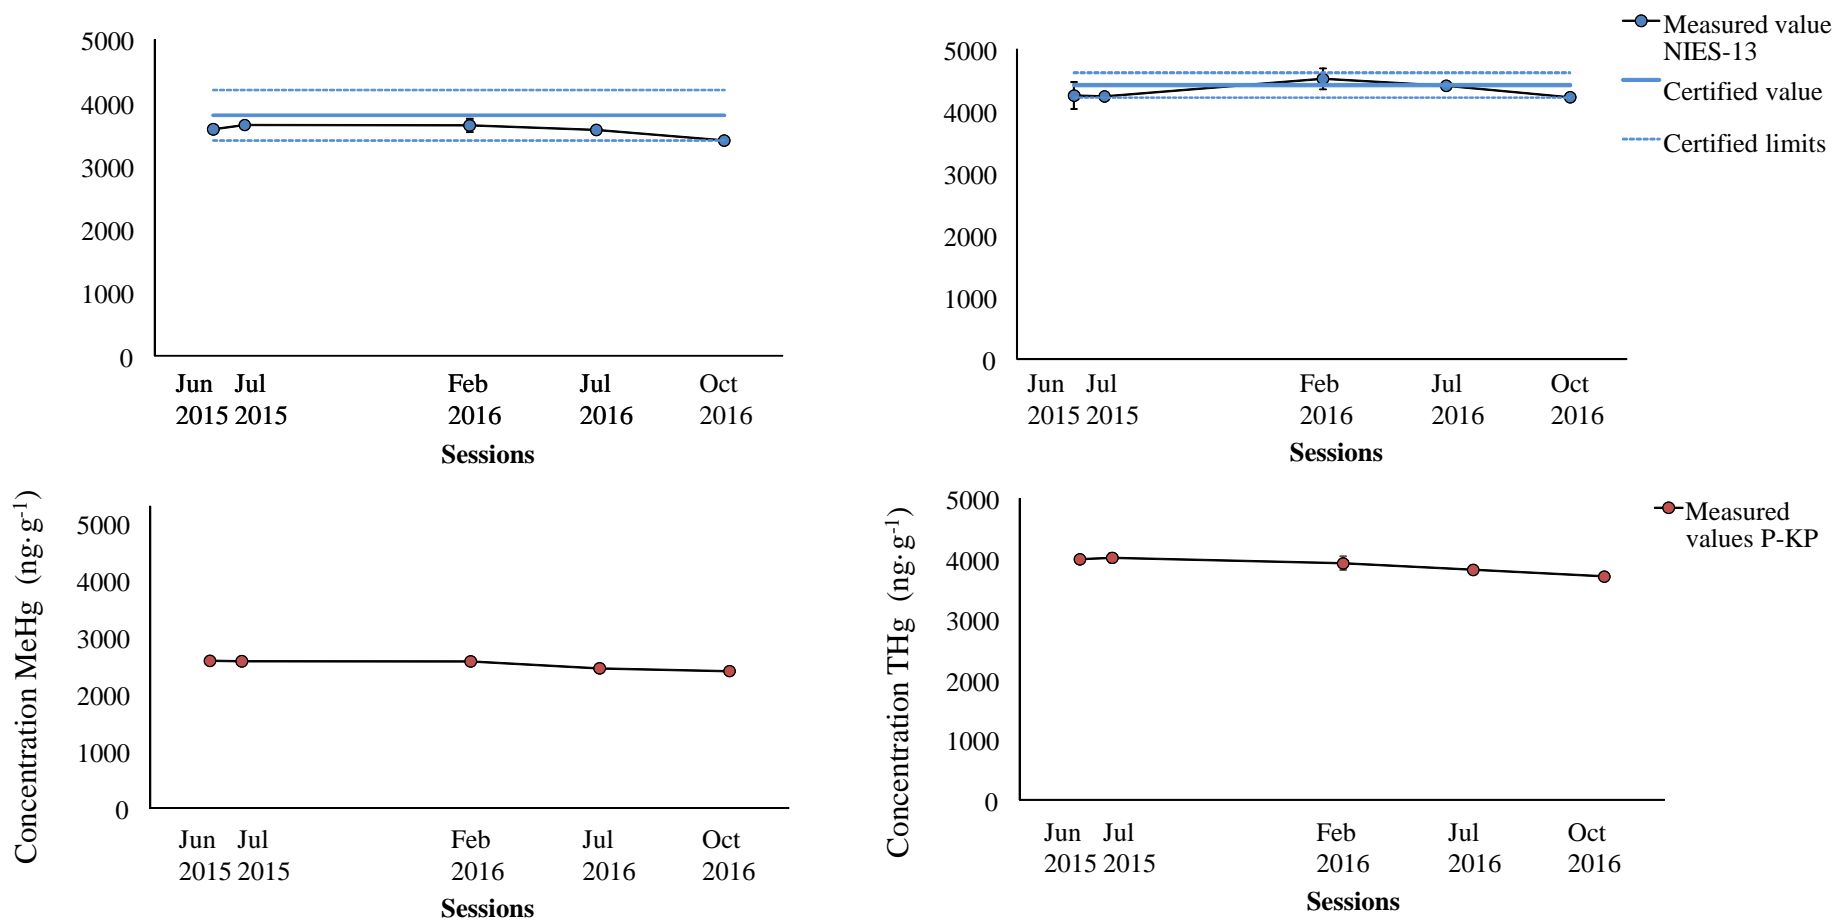 5000
4000
3000
2000
1000
0
Jun Jul Feb Jul Oct
2015 2015 2016 2016 2016
Sessions
5000
4000
3000
2000
1000
0
Jun Jul Feb Jul Oct
2015 2015 2016 2016 2016
Sessions
Measured value
NIES-13
Certified value
Certified limits
Concentration MeHg (ng·g⁻¹)
5000
4000
3000
2000
1000
0
Jun Jul Feb Jul Oct
2015 2015 2016 2016 2016
Sessions
Concentration THg (ng·g⁻¹)
5000
4000
3000
2000
1000
0
Jun Jul Feb Jul Oct
2015 2015 2016 2016 2016
Sessions
Measured
values P-KP